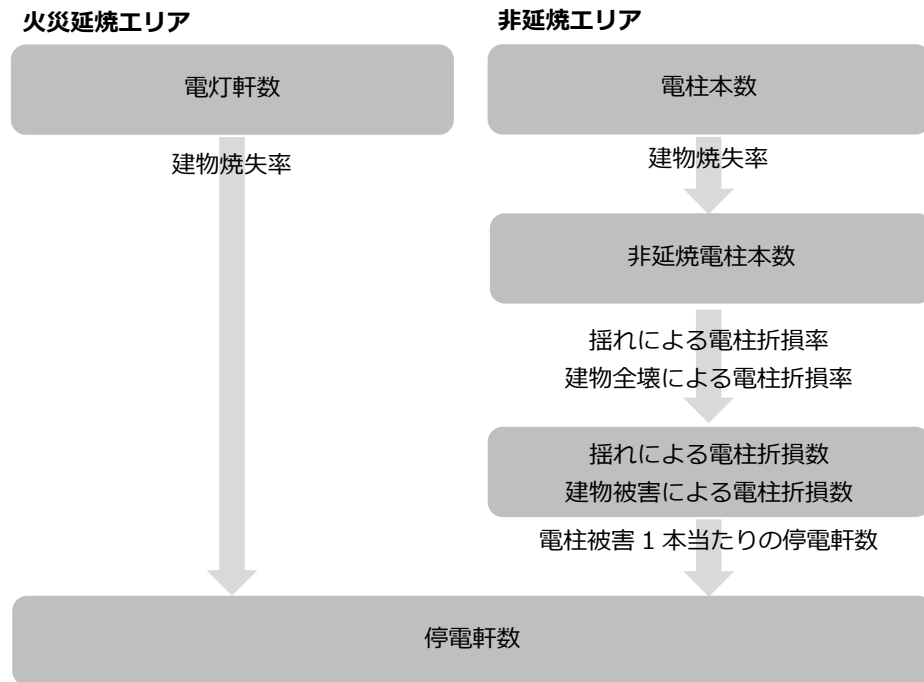 火災延焼エリア
電灯軒数
建物焼失率
非延焼エリア
電柱本数
建物焼失率
非延焼電柱本数
揺れによる電柱折損率
建物全壊による電柱折損率
揺れによる電柱折損数
建物被害による電柱折損数
電柱被害 1 本当たりの停電軒数
停電軒数